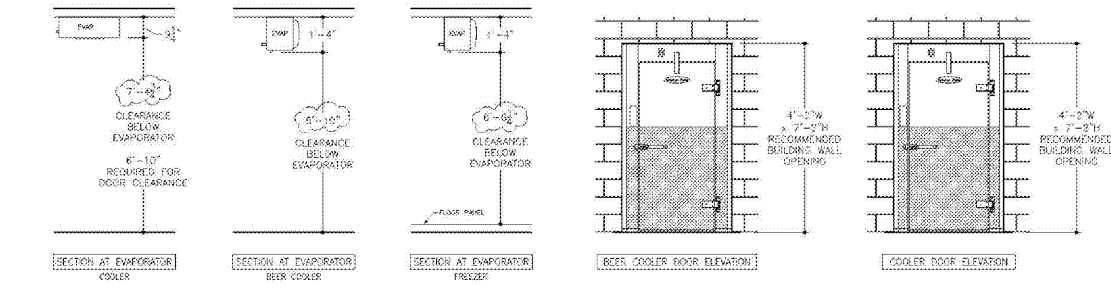 EVAP
CLEARANCE
BELOW
EVAPORATOR
6'-10"
REQUIRED FOR
DOOR CLEARANCE
SECTION AT EVAPORATOR
COOLER
EVAP
1'-4"
CLEARANCE
BELOW
EVAPORATOR
SECTION AT EVAPORATOR
BEER COOLER
EVAP
1'-4"
CLEARANCE
BELOW
EVAPORATOR
FLOOR PANEL
SECTION AT EVAPORATOR
FREEZER
4'-2"W
x 7'-2"H
RECOMMENDED
BUILDING WALL
OPENING
BEER COOLER DOOR ELEVATION
4'-2"W
x 7'-2"H
RECOMMENDED
BUILDING WALL
OPENING
COOLER DOOR ELEVATION